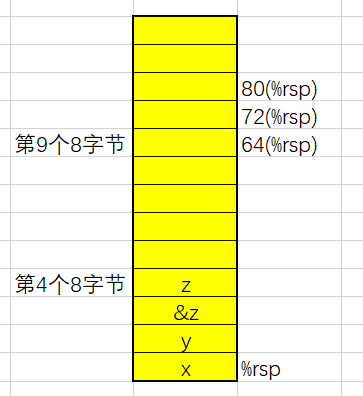 80(%rsp)
72(%rsp)
第9个8字节 64(%rsp)
第4个8字节 z
&z
y
x %rsp